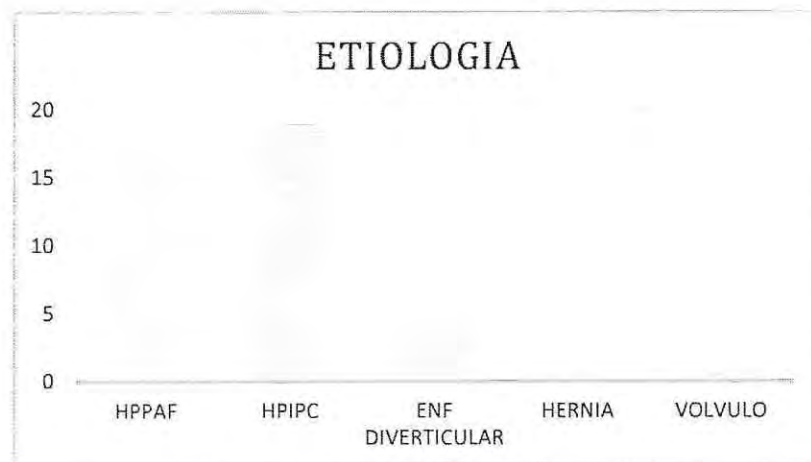 ETIOLOGIA
20
15
10
5
0
HPPAF HPIPC ENF HERNIA VOLVULO
DIVERTICULAR